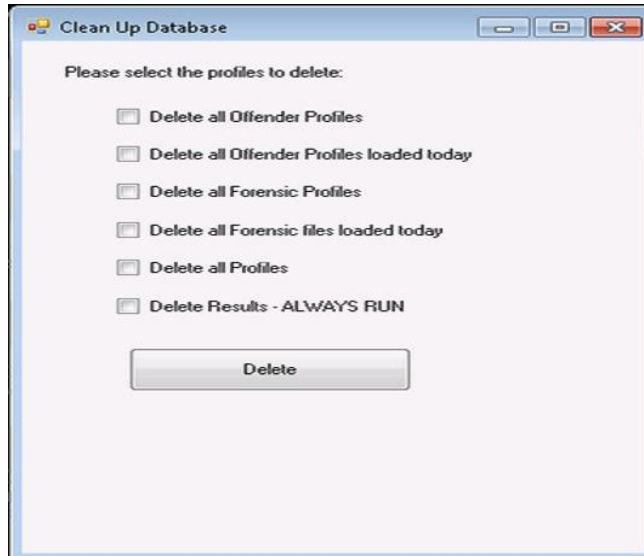 Clean Up Database
Please select the profiles to delete:
Delete all Offender Profiles
Delete all Offender Profiles loaded today
Delete all Forensic Profiles
Delete all Forensic files loaded today
Delete all Profiles
Delete Results - ALWAYS RUN
Delete